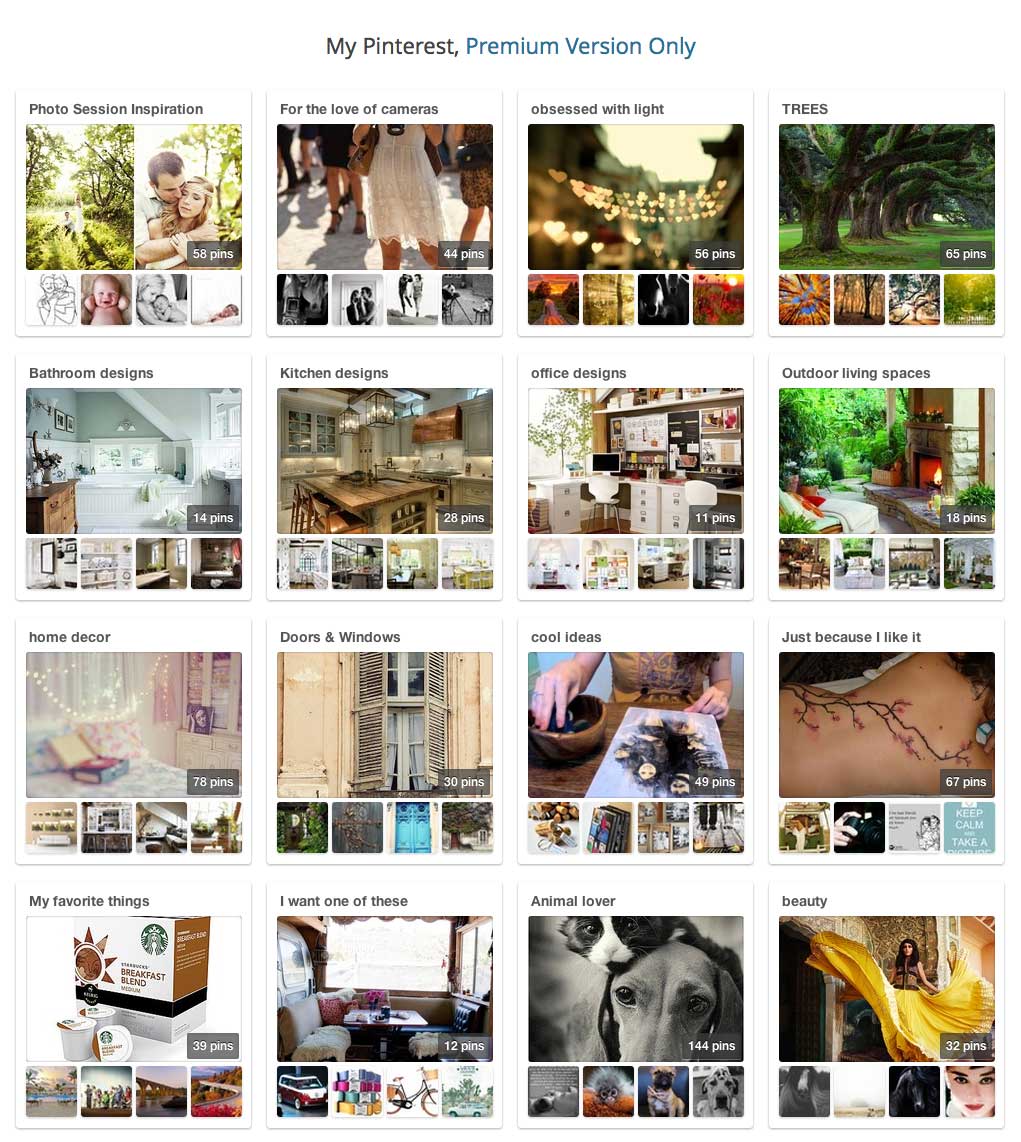 My Pinterest, Premium Version Only
Photo Session Inspiration
58 pins
For the love of cameras
44 pins
obsessed with light
56 pins
TREES
65 pins
Bathroom designs
14 pins
Kitchen designs
28 pins
office designs
11 pins
Outdoor living spaces
18 pins
home decor
78 pins
Doors & Windows
30 pins
cool ideas
49 pins
Just because I like it
67 pins
KEEP
CALM
AND
TAKE A
PICTURE
My favorite things
BREAKFAST BLEND
STARBUCKS
BREAKFAST
BLEND
MEDIUM
KEURIG
39 pins
I want one of these
12 pins
Animal lover
144 pins
beauty
32 pins